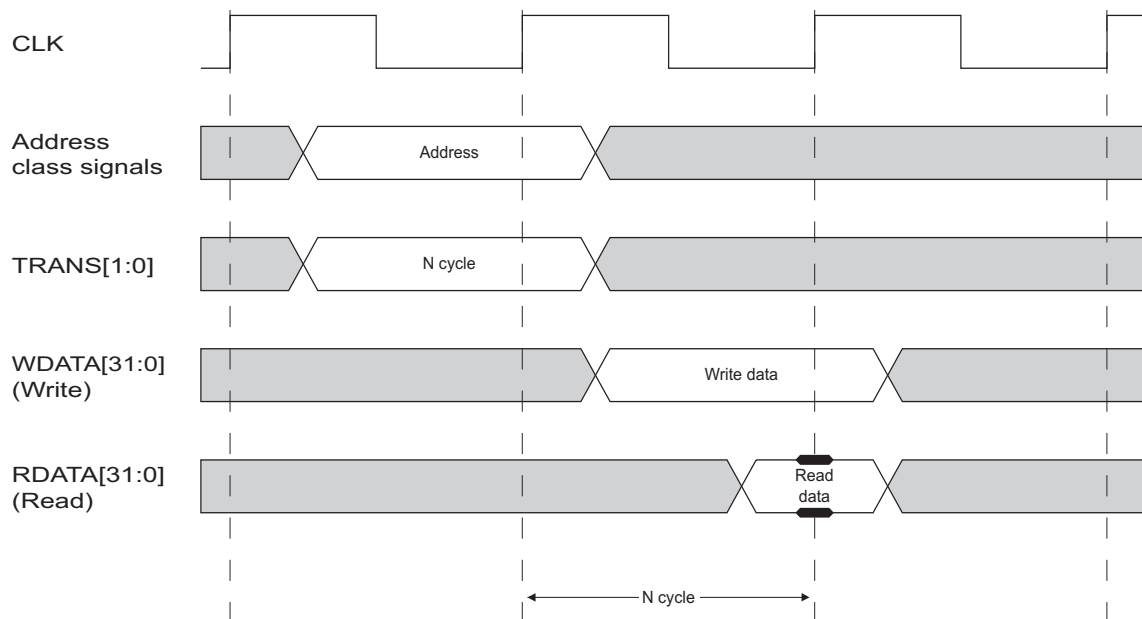 CLK
Address
class signals
Address
TRANS[1:0]
N cycle
WDATA[31:0]
(Write)
Write data
RDATA[31:0]
(Read)
Read
data
N cycle